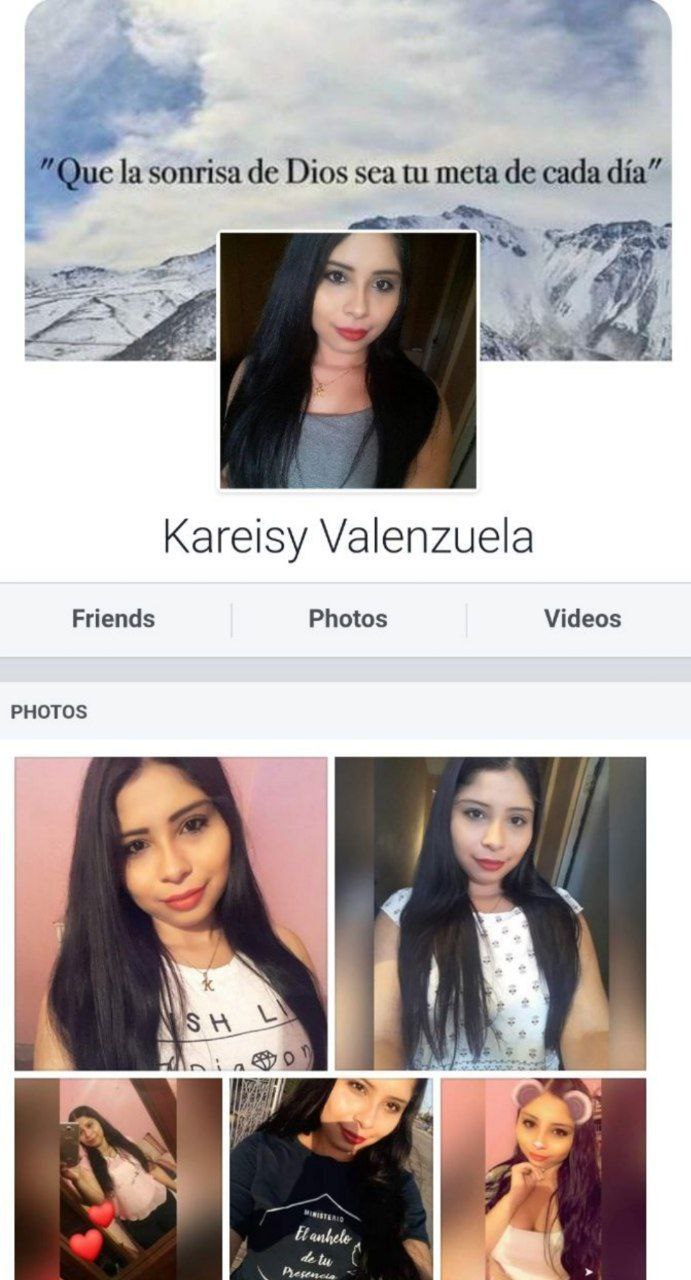 "Que la sonrisa de Dios sea tu meta de cada día"
Kareisy Valenzuela
Friends
Photos
Videos
PHOTOS
k
SH LI
MINISTERIO
El anhelo
de tu
Presencia